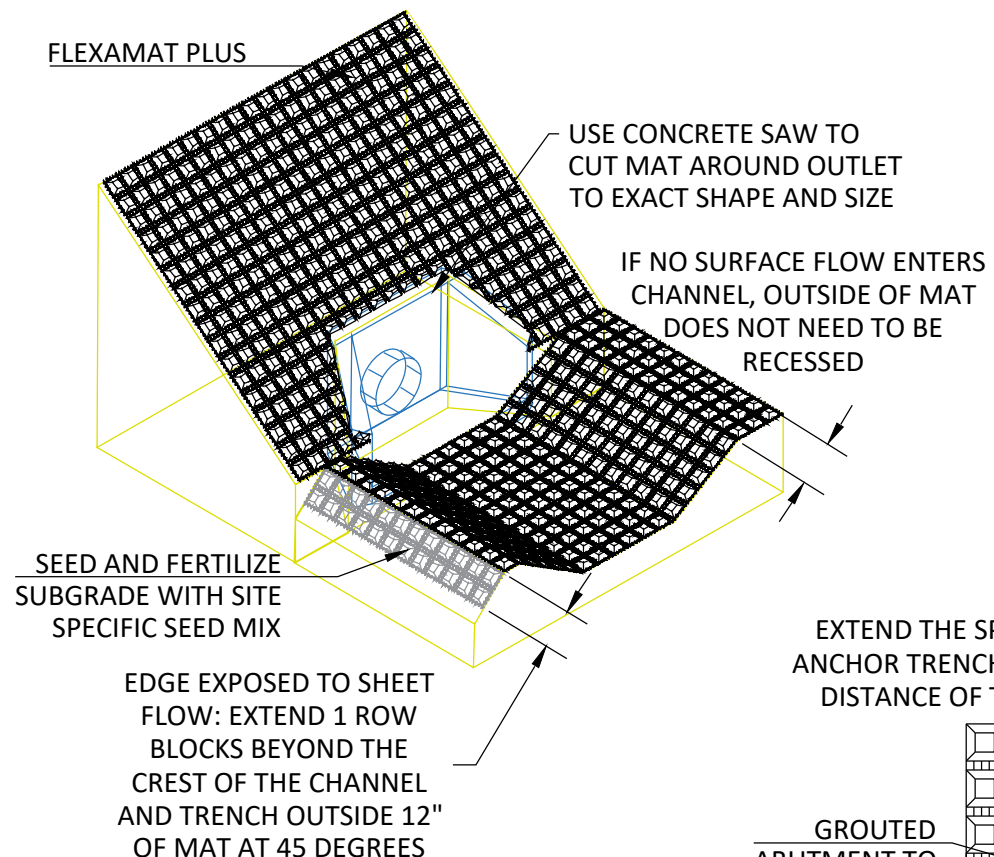 FLEXAMAT PLUS
USE CONCRETE SAW TO
CUT MAT AROUND OUTLET
TO EXACT SHAPE AND SIZE
IF NO SURFACE FLOW ENTERS
CHANNEL, OUTSIDE OF MAT
DOES NOT NEED TO BE
RECESSED
SEED AND FERTILIZE
SUBGRADE WITH SITE
SPECIFIC SEED MIX
EDGE EXPOSED TO SHEET
FLOW: EXTEND 1 ROW
BLOCKS BEYOND THE
CREST OF THE CHANNEL
AND TRENCH OUTSIDE 12"
OF MAT AT 45 DEGREES
EXTEND THE
ANCHOR TRENCH
DISTANCE OF
GROUTED
ABUTMENT TO